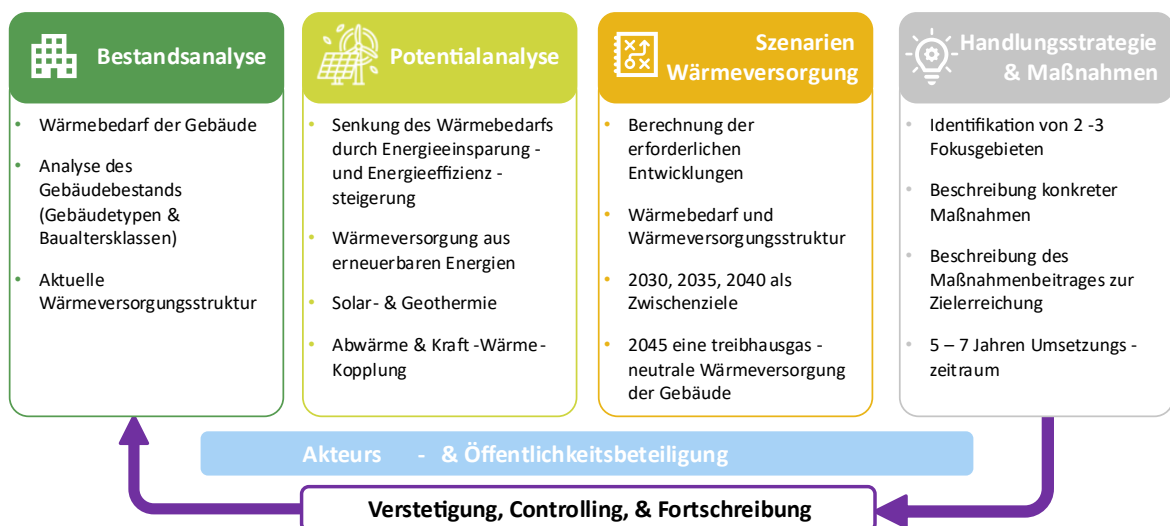 Bestandsanalyse
• Wärmebedarf der Gebäude
• Analyse des
Gebäudebestands
(Gebäudetypen &
Baualtersklassen)
• Aktuelle
Wärmeversorgungsstruktur
Potentialanalyse
• Senkung des Wärmebedarfs
durch Energieeinsparung -
und Energieeffizienz -
steigerung
• Wärmeversorgung aus
erneuerbaren Energien
• Solar- & Geothermie
• Abwärme & Kraft -Wärme -
Kopplung
Szenarien
Wärmeversorgung
• Berechnung der
erforderlichen
Entwicklungen
• Wärmebedarf und
Wärmeversorgungsstruktur
• 2030, 2035, 2040 als
Zwischenziele
• 2045 eine treibhausgas -
neutrale Wärmeversorgung
der Gebäude
Handlungsstrategie
& Maßnahmen
• Identifikation von 2 -3
Fokusgebieten
• Beschreibung konkreter
Maßnahmen
• Beschreibung des
Maßnahmenbeitrages zur
Zielerreichung
• 5 – 7 Jahren Umsetzungs -
zeitraum
Akteurs - & Öffentlichkeitsbeteiligung
Verstetigung, Controlling, & Fortschreibung